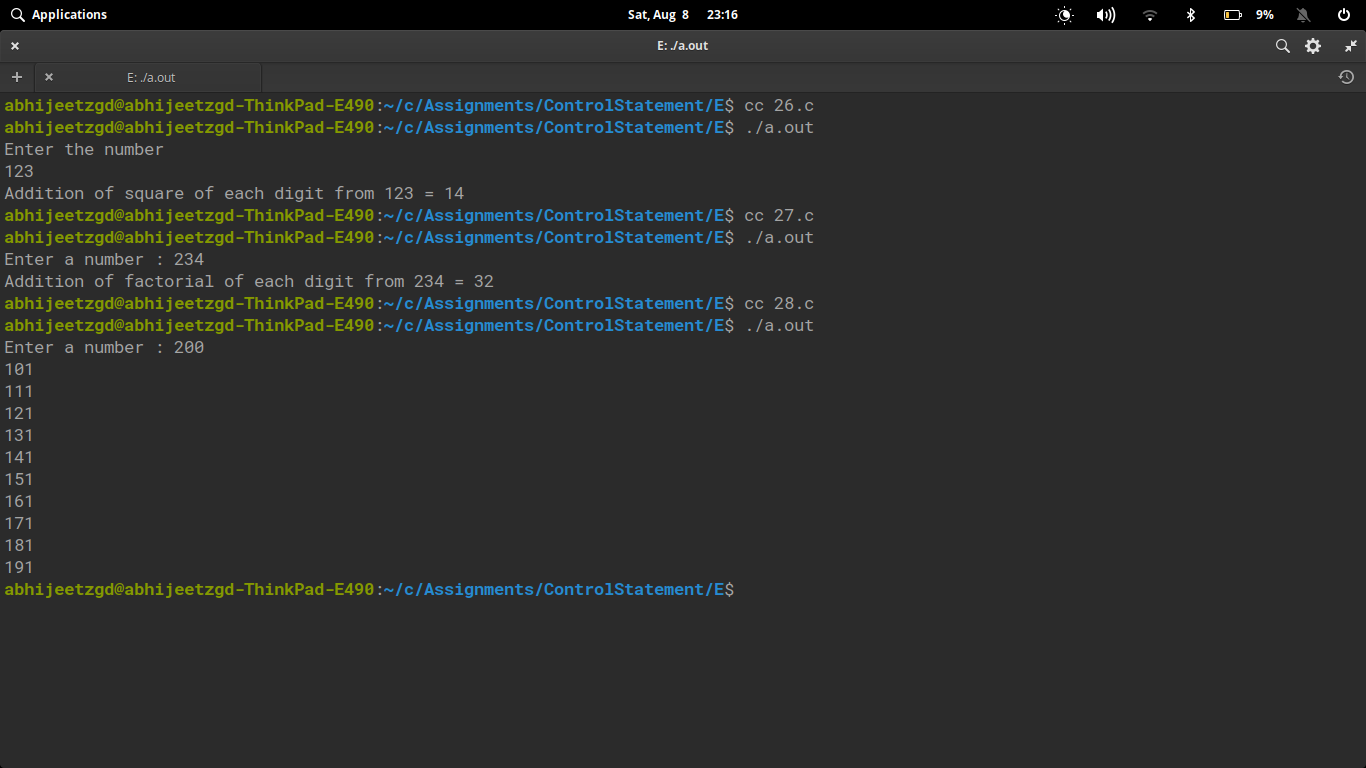 Applications Sat, Aug 8 23:16 9%
E: ./a.out
E: ./a.out
abhijeetzgd@abhijeetzgd-ThinkPad-E490:~/c/Assignments/ControlStatement/E$ cc 26.c
abhijeetzgd@abhijeetzgd-ThinkPad-E490:~/c/Assignments/ControlStatement/E$ ./a.out
Enter the number
123
Addition of square of each digit from 123 = 14
abhijeetzgd@abhijeetzgd-ThinkPad-E490:~/c/Assignments/ControlStatement/E$ cc 27.c
abhijeetzgd@abhijeetzgd-ThinkPad-E490:~/c/Assignments/ControlStatement/E$ ./a.out
Enter a number : 234
Addition of factorial of each digit from 234 = 32
abhijeetzgd@abhijeetzgd-ThinkPad-E490:~/c/Assignments/ControlStatement/E$ cc 28.c
abhijeetzgd@abhijeetzgd-ThinkPad-E490:~/c/Assignments/ControlStatement/E$ ./a.out
Enter a number : 200
101
111
121
131
141
151
161
171
181
191
abhijeetzgd@abhijeetzgd-ThinkPad-E490:~/c/Assignments/ControlStatement/E$